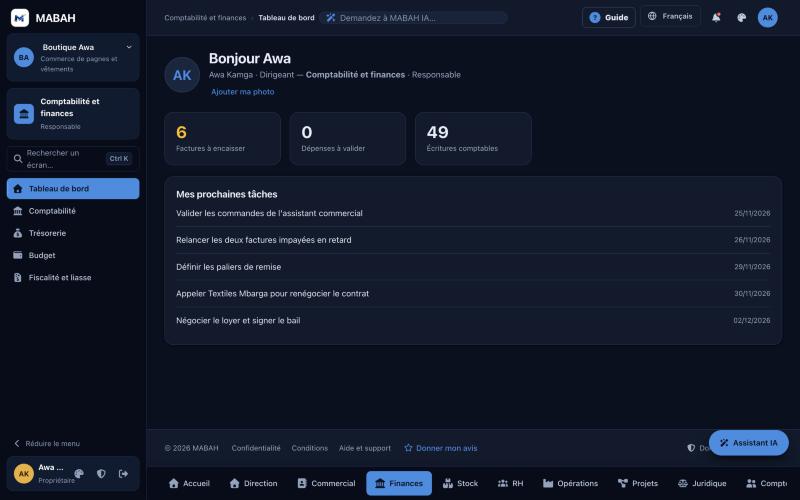 MABAH
BA
Boutique Awa
Commerce de pagnes et
vêtements
Comptabilité et
finances
Responsable
Rechercher un
écran...
Ctrl K
Tableau de bord
Comptabilité
Trésorerie
Budget
Fiscalité et liasse
Réduire le menu
AK
Awa ...
Propriétaire
Comptabilité et finances
Tableau de bord
Demandez à MABAH IA...
? Guide
Français
AK
AK
Bonjour Awa
Awa Kamga · Dirigeant — Comptabilité et finances · Responsable
Ajouter ma photo
6
Factures à encaisser
0
Dépenses à valider
49
Écritures comptables
Mes prochaines tâches
Valider les commandes de l'assistant commercial 25/11/2026
Relancer les deux factures impayées en retard 26/11/2026
Définir les paliers de remise 29/11/2026
Appeler Textiles Mbarga pour renégocier le contrat 30/11/2026
Négocier le loyer et signer le bail 02/12/2026
© 2026 MABAH Confidentialité Conditions Aide et support Donner mon avis
Assistant IA
Accueil Direction Commercial Finances Stock RH Opérations Projets Juridique